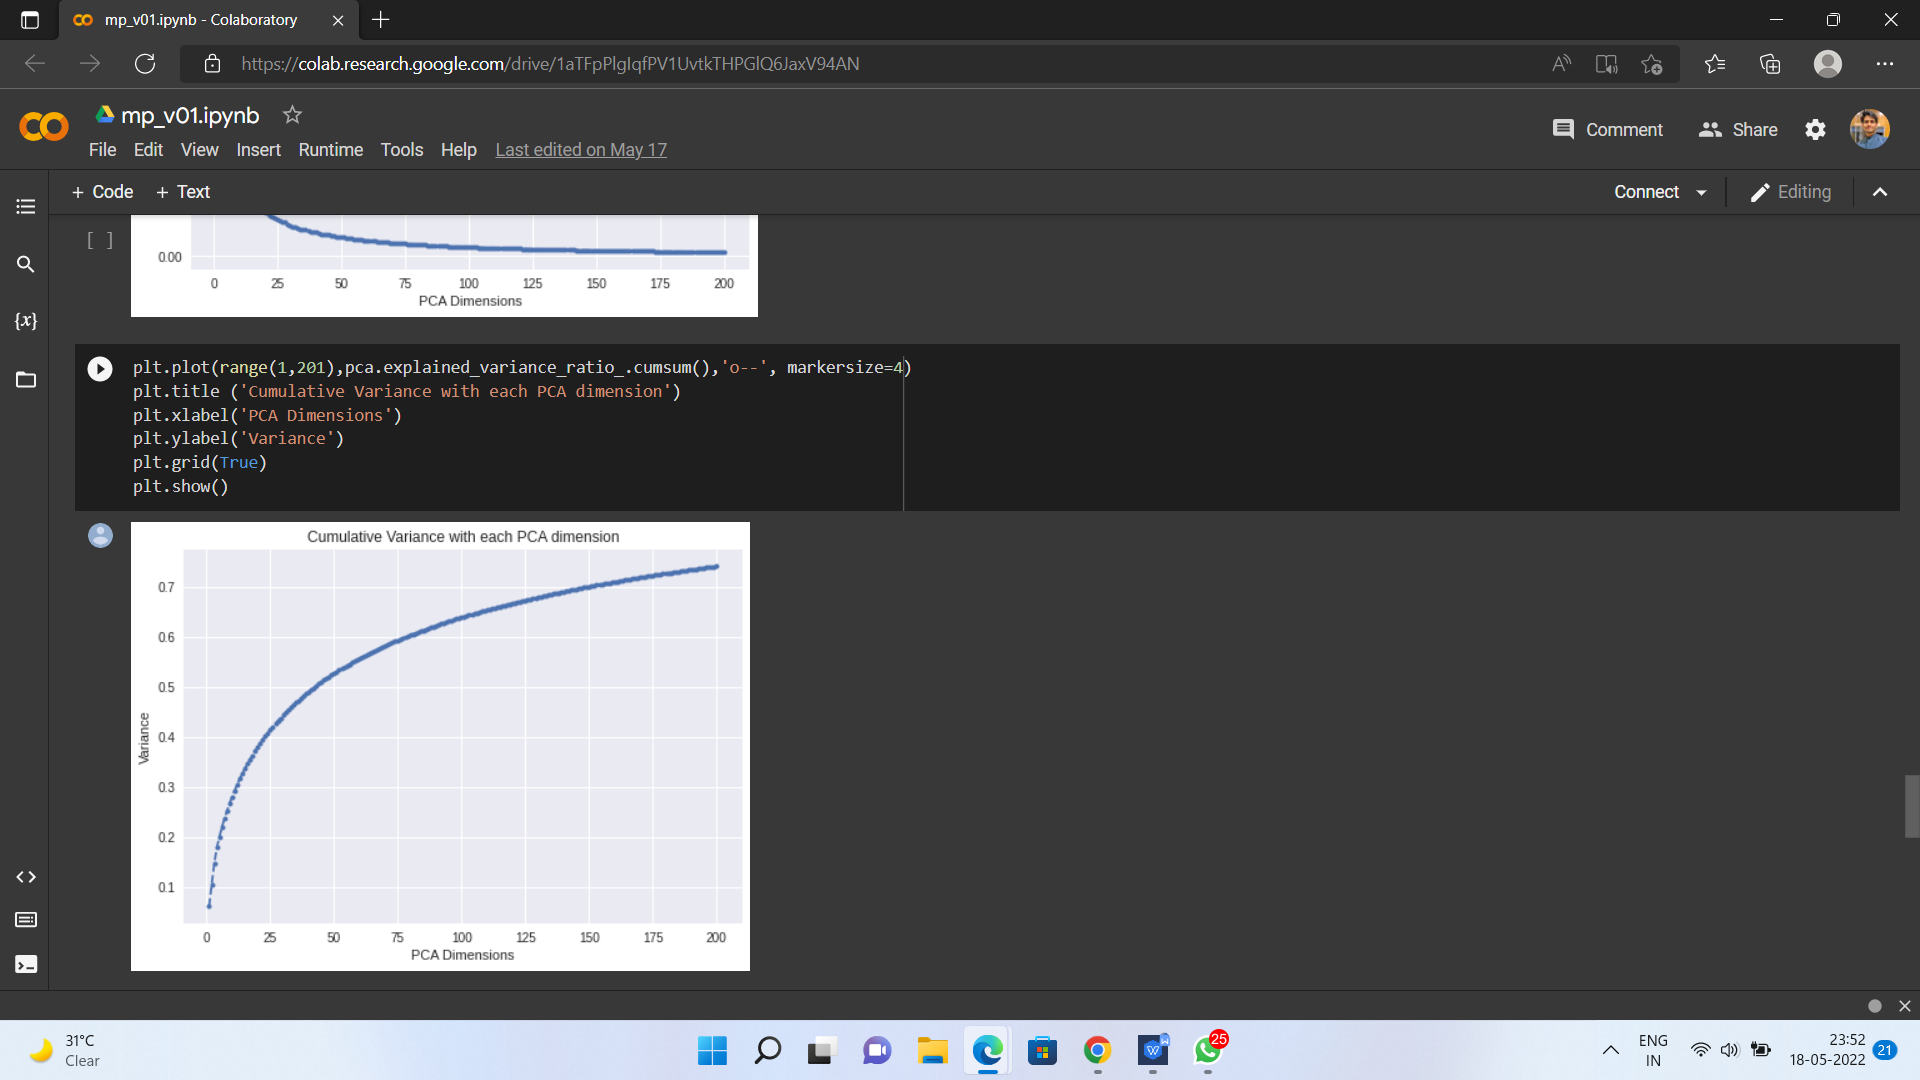 mp_v01.ipynb - Colaboratory
https://colab.research.google.com/drive/1aTFpPlglqfPV1UvtkTHPGlQ6JaxV94AN
mp_v01.ipynb
Comment
Share
File Edit View Insert Runtime Tools Help Last edited on May 17
+ Code + Text
Connect
Editing
[ ]
0.00
0 25 50 75 100 125 150 175 200
PCA Dimensions
{x}
plt.plot(range(1,201),pca.explained_variance_ratio_.cumsum(),'o--', markersize=4)
plt.title ('Cumulative Variance with each PCA dimension')
plt.xlabel('PCA Dimensions')
plt.ylabel('Variance')
plt.grid(True)
plt.show()
Cumulative Variance with each PCA dimension
0.7
0.6
0.5
0.4
0.3
0.2
0.1
Variance
0 25 50 75 100 125 150 175 200
PCA Dimensions
31°C
Clear
25
ENG
IN
23:52
18-05-2022
21